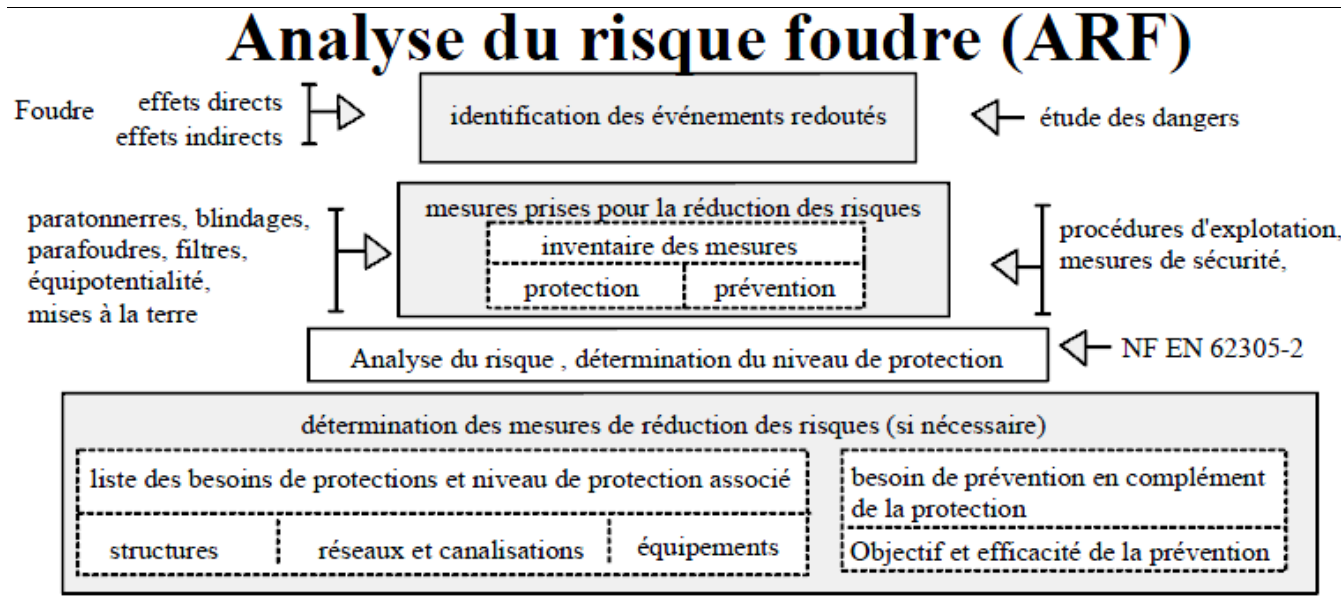 Analyse du risque foudre (ARF)
Foudre
effets directs
effets indirects
identification des événements redoutés
étude des dangers
paratonnerres, blindages,
parafoudres, filtres,
équipotentialité,
mises à la terre
mesures prises pour la réduction des risques
inventaire des mesures
protection
prévention
procédures d'explotation,
mesures de sécurité,
Analyse du risque , détermination du niveau de protection
NF EN 62305-2
détermination des mesures de réduction des risques (si nécessaire)
liste des besoins de protections et niveau de protection associé
structures
réseaux et canalisations
équipements
besoin de prévention en complément
de la protection
Objectif et efficacité de la prévention